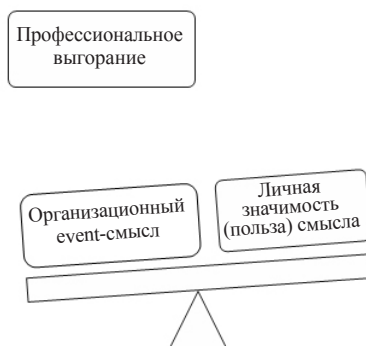 Профессиональное
выгорание
Организационный
event-смысл
Личная
значимость
(польза) смысла